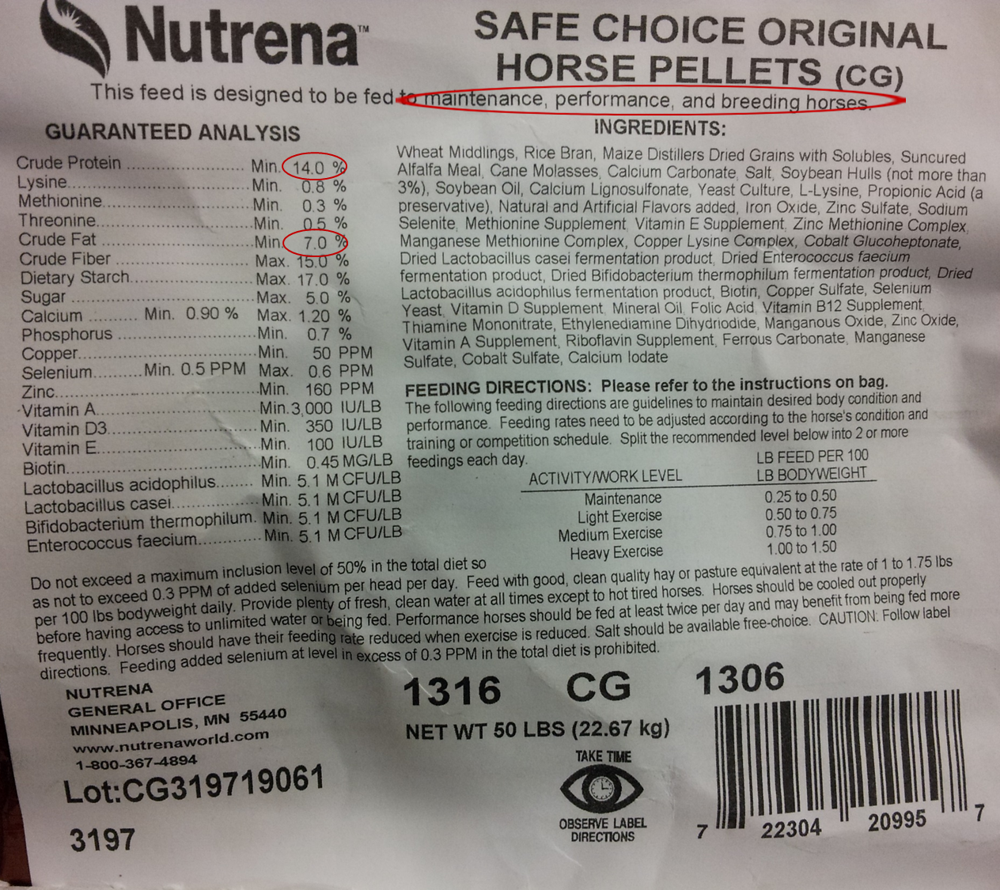 Nutrena™
SAFE CHOICE ORIGINAL
HORSE PELLETS (CG)
This feed is designed to be fed to maintenance, performance, and breeding horses.
GUARANTEED ANALYSIS
Crude Protein .............................. Min. 14.0 %
Lysine.............................................. Min. 0.8 %
Methionine..................................... Min. 0.3 %
Threonine....................................... Min. 0.5 %
Crude Fat ....................................... Min. 7.0 %
Crude Fiber ................................... Max. 15.0 %
Dietary Starch............................... Max. 17.0 %
Sugar ............................................. Max. 5.0 %
Calcium .......... Min. 0.90 % Max. 1.20 %
Phosphorus ................................... Min. 0.7 %
Copper............................................ Min. 50 PPM
Selenium......... Min. 0.5 PPM Max. 0.6 PPM
Zinc................................................. Min. 160 PPM
Vitamin A....................................... Min. 3,000 IU/LB
Vitamin D3..................................... Min. 350 IU/LB
Vitamin E....................................... Min. 100 IU/LB
Biotin.............................................. Min. 0.45 MG/LB
Lactobacillus acidophilus........ Min. 5.1 M CFU/LB
Lactobacillus casei..................... Min. 5.1 M CFU/LB
Bifidobacterium thermophilum. Min. 5.1 M CFU/LB
Enterococcus faecium.............. Min. 5.1 M CFU/LB
INGREDIENTS:
Wheat Middlings, Rice Bran, Maize Distillers Dried Grains with Solubles, Suncured
Alfalfa Meal, Cane Molasses, Calcium Carbonate, Salt, Soybean Hulls (not more than
3%), Soybean Oil, Calcium Lignosulfonate, Yeast Culture, L-Lysine, Propionic Acid (a
preservative), Natural and Artificial Flavors added, Iron Oxide, Zinc Sulfate, Sodium
Selenite, Methionine Supplement, Vitamin E Supplement, Zinc Methionine Complex,
Manganese Methionine Complex, Copper Lysine Complex, Cobalt Glucoheptonate,
Dried Lactobacillus casei fermentation product, Dried Enterococcus faecium
fermentation product, Dried Bifidobacterium thermophilum fermentation product, Dried
Lactobacillus acidophilus fermentation product, Biotin, Copper Sulfate, Selenium
Yeast, Vitamin D Supplement, Mineral Oil, Folic Acid, Vitamin B12 Supplement,
Thiamine Mononitrate, Ethylenediamine Dihydriodide, Manganous Oxide, Zinc Oxide,
Vitamin A Supplement, Riboflavin Supplement, Ferrous Carbonate, Manganese
Sulfate, Cobalt Sulfate, Calcium Iodate
FEEDING DIRECTIONS: Please refer to the instructions on bag.
The following feeding directions are guidelines to maintain desired body condition and
performance. Feeding rates need to be adjusted according to the horse's condition and
training or competition schedule. Split the recommended level below into 2 or more
feedings each day.
LB FEED PER 100
ACTIVITY/WORK LEVEL LB BODYWEIGHT
Maintenance 0.25 to 0.50
Light Exercise 0.50 to 0.75
Medium Exercise 0.75 to 1.00
Heavy Exercise 1.00 to 1.50
Do not exceed a maximum inclusion level of 50% in the total diet so
as not to exceed 0.3 PPM of added selenium per head per day. Feed with good, clean quality hay or pasture equivalent at the rate of 1 to 1.75 lbs
per 100 lbs bodyweight daily. Provide plenty of fresh, clean water at all times except to hot tired horses. Horses should be cooled out properly
before having access to unlimited water or being fed. Performance horses should be fed at least twice per day and may benefit from being fed more
frequently. Horses should have their feeding rate reduced when exercise is reduced. Salt should be available free-choice. CAUTION: Follow label
directions. Feeding added selenium at level in excess of 0.3 PPM in the total diet is prohibited.
NUTRENA
GENERAL OFFICE
MINNEAPOLIS, MN 55440
www.nutrenaworld.com
1-800-367-4894
Lot:CG319719061
3197
1316 CG 1306
NET WT 50 LBS (22.67 kg)
TAKE TIME
OBSERVE LABEL
DIRECTIONS
7 22304 20995 7